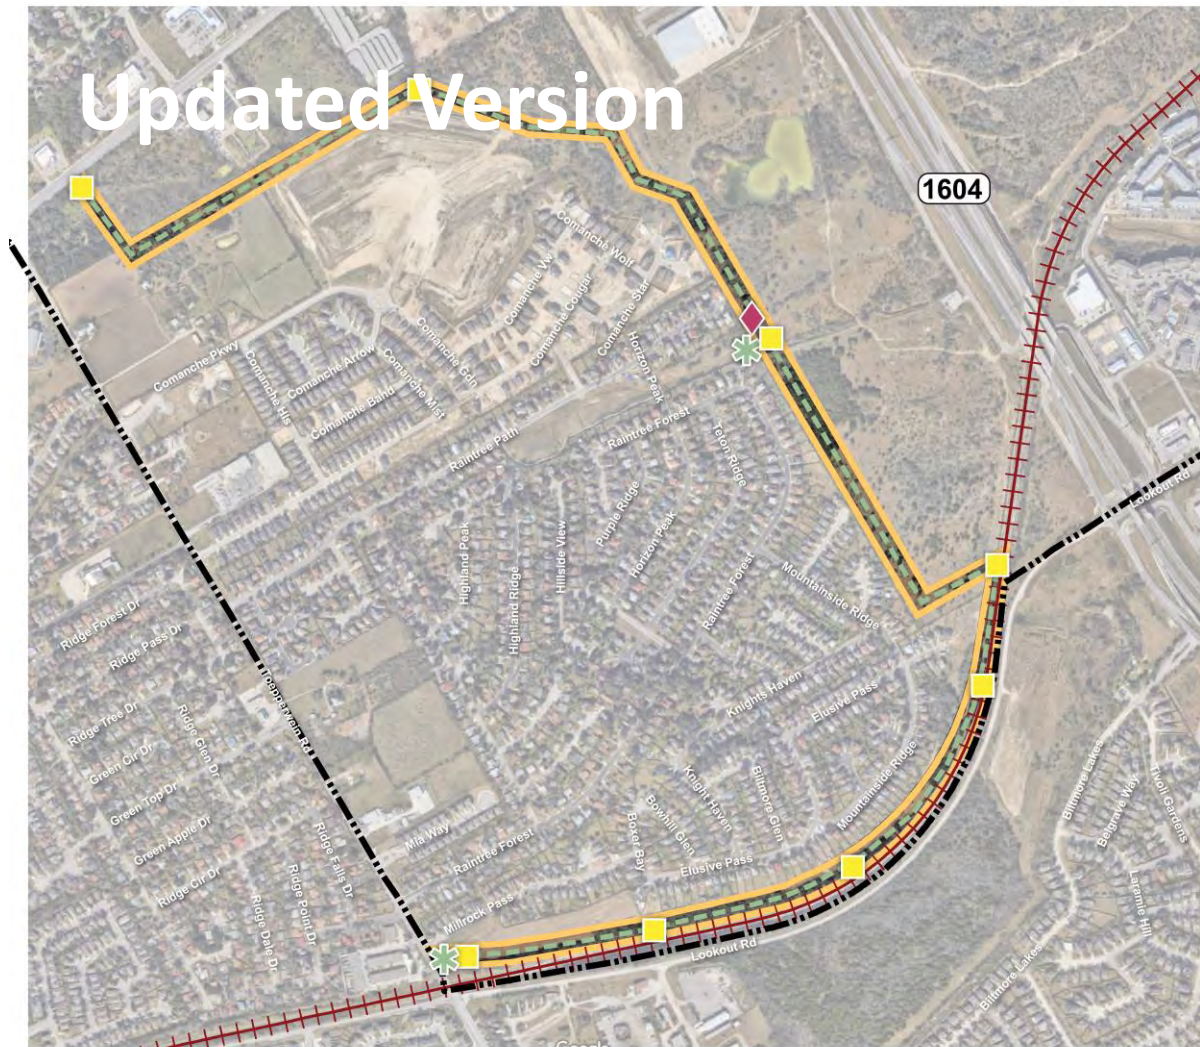 Updated Version
1604
Comanche Wolf
Comanche Vw
Comanche Cougar
Comanche Star
Comanche Gdn
Comanche Pkwy
Comanche Arrow
Comanche Mist
Comanche Hls
Comanche Band
Horizon Peak
Raintree Path
Raintree Forest
Teton Ridge
Lookout Rd
Highland Peak
Highland Ridge
Hillside View
Purple Ridge
Horizon Peak
Raintree Forest
Mountainside Ridge
Ridge Forest Dr
Ridge Pass Dr
Toepperwein Rd
Knights Haven
Elusive Pass
Ridge Tree Dr
Ridge Glen Dr
Green Cir Dr
Green Top Dr
Green Apple Dr
Ridge Cir Dr
Ridge Falls Dr
Ridge Point Dr
Ridge Dale Dr
Mia Way
Raintree Forest
Millrock Pass
Boxer Bay
Bowhill Glen
Knight Haven
Biltmore Glen
Mountainside Ridge
Elusive Pass
Lookout Rd
Biltmore Lakes
Belgrave Way
Tivoli Gardens
Laramie Hill
Biltmore Lakes
Google